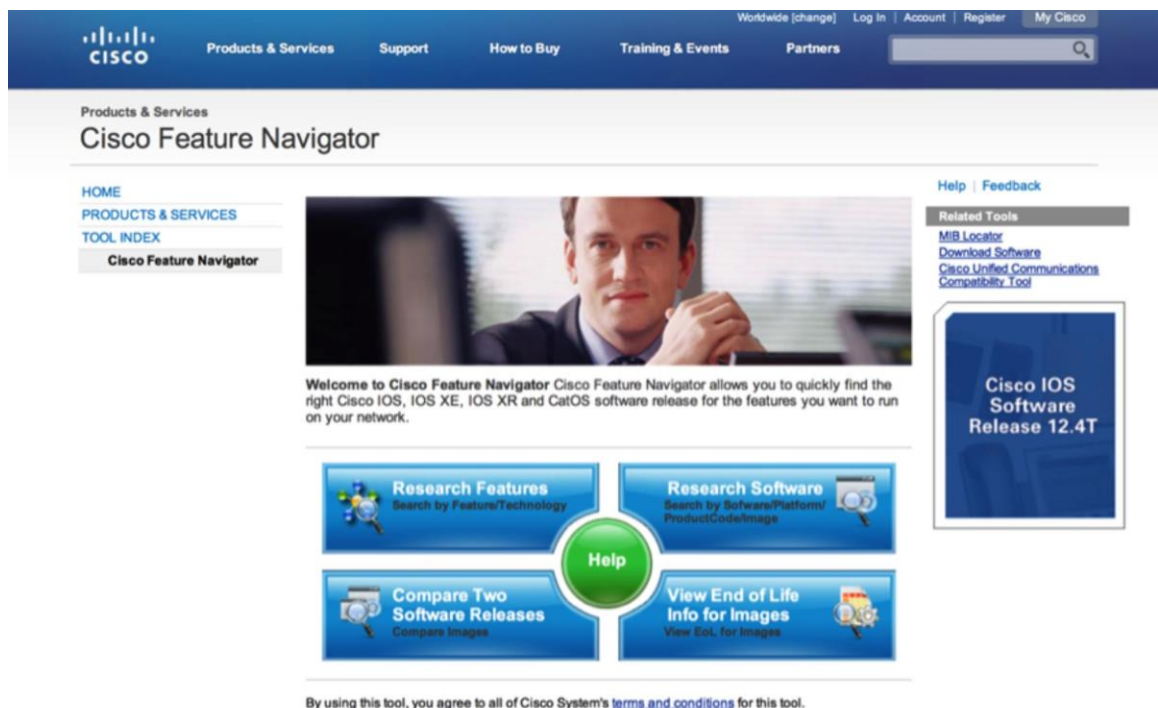 Worldwide [change] Log In | Account | Register My Cisco
CISCO Products & Services Support How to Buy Training & Events Partners
Products & Services
Cisco Feature Navigator
HOME
PRODUCTS & SERVICES
TOOL INDEX
Cisco Feature Navigator
Help | Feedback
Related Tools
MIB Locator
Download Software
Cisco Unified Communications
Compatibility Tool
Cisco IOS
Software
Release 12.4T
Welcome to Cisco Feature Navigator Cisco Feature Navigator allows you to quickly find the
right Cisco IOS, IOS XE, IOS XR and CatOS software release for the features you want to run
on your network.
Research Features
Search by Feature/Technology
Research Software
Search by Sofware/Platform/
ProductCode/Image
Help
Compare Two
Software Releases
Compare Images
View End of Life
Info for Images
View EoL for Images
By using this tool, you agree to all of Cisco System's terms and conditions for this tool.